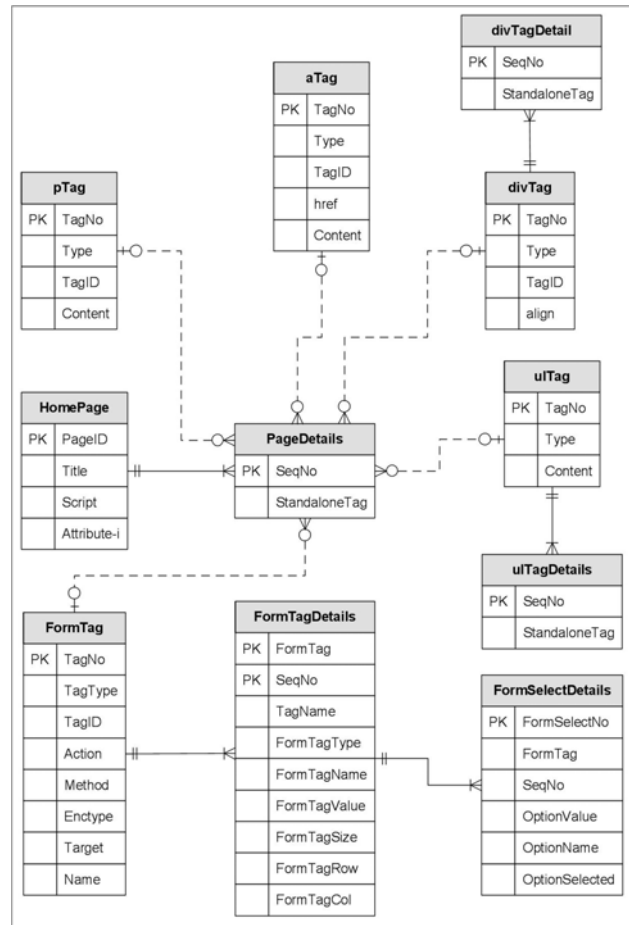 divTagDetail
PK SeqNo
StandaloneTag
aTag
PK TagNo
Type
TagID
href
Content
pTag
PK TagNo
Type
TagID
Content
divTag
PK TagNo
Type
TagID
align
ulTag
PK TagNo
Type
Content
HomePage
PK PageID
Title
Script
Attribute-i
PageDetails
PK SeqNo
StandaloneTag
ulTagDetails
PK SeqNo
StandaloneTag
FormTag
PK TagNo
TagType
TagID
Action
Method
Enctype
Target
Name
FormTagDetails
PK FormTag
PK SeqNo
TagName
FormTagType
FormTagName
FormTagValue
FormTagSize
FormTagRow
FormTagCol
FormSelectDetails
PK FormSelectNo
FormTag
SeqNo
OptionValue
OptionName
OptionSelected